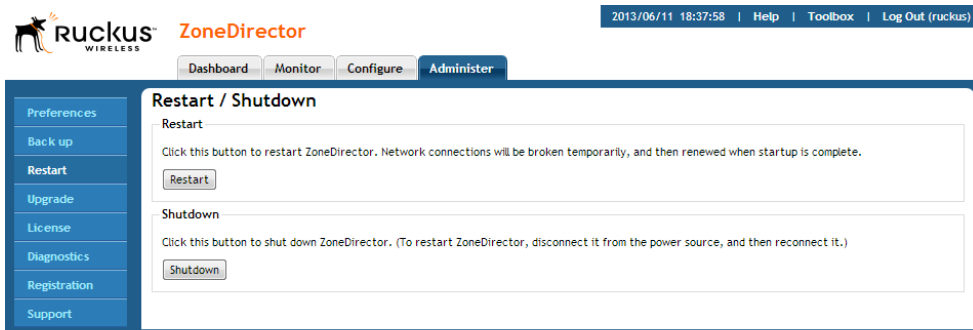 2013/06/11 18:37:58 | Help | Toolbox | Log Out (ruckus)
RUCKUS™
WIRELESS
ZoneDirector
Dashboard Monitor Configure Administer
Preferences
Back up
Restart
Upgrade
License
Diagnostics
Registration
Support
Restart / Shutdown
Restart
Click this button to restart ZoneDirector. Network connections will be broken temporarily, and then renewed when startup is complete.
Restart
Shutdown
Click this button to shut down ZoneDirector. (To restart ZoneDirector, disconnect it from the power source, and then reconnect it.)
Shutdown